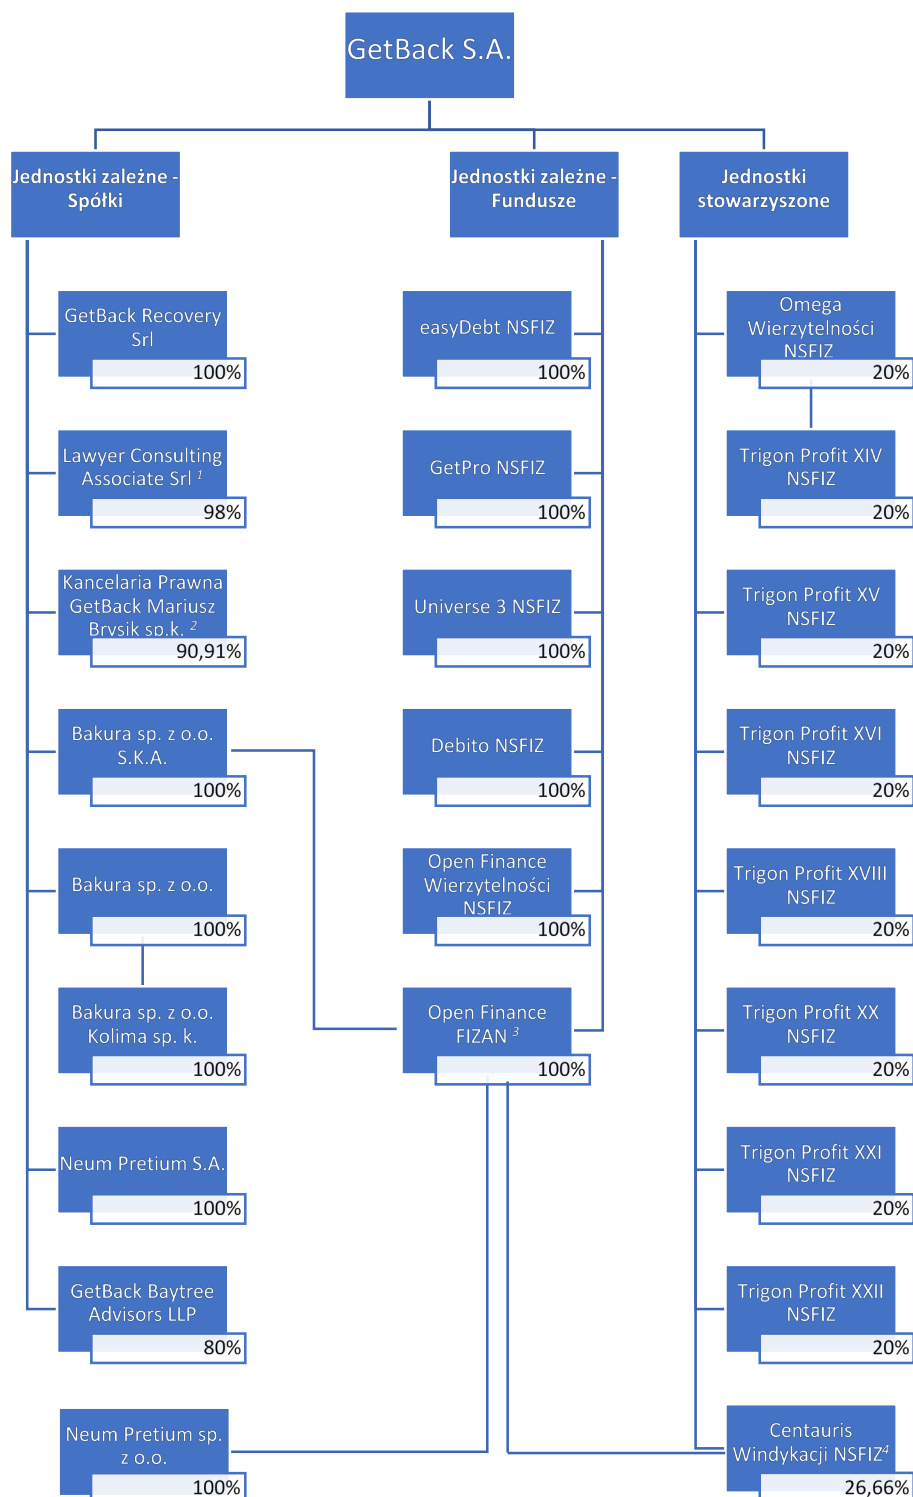 GetBack S.A.
Jednostki zależne -
Spółki
Jednostki zależne -
Fundusze
Jednostki
stowarzyszone
GetBack Recovery
Srl
100%
Lawyer Consulting
Associate Srl 1
98%
Kancelaria Prawna
GetBack Mariusz
Brysik sp.k. 2
90,91%
Bakura sp. z o.o.
S.K.A.
100%
Bakura sp. z o.o.
100%
Bakura sp. z o.o.
Kolima sp. k.
100%
Neum Pretium S.A.
100%
GetBack Baytree
Advisors LLP
80%
Neum Pretium sp.
z o.o.
100%
easyDebt NSFIZ
100%
GetPro NSFIZ
100%
Universe 3 NSFIZ
100%
Debito NSFIZ
100%
Open Finance
Wierzytelności
NSFIZ
100%
Open Finance
FIZAN 3
100%
Omega
Wierzytelności
NSFIZ
20%
Trigon Profit XIV
NSFIZ
20%
Trigon Profit XV
NSFIZ
20%
Trigon Profit XVI
NSFIZ
20%
Trigon Profit XVIII
NSFIZ
20%
Trigon Profit XX
NSFIZ
20%
Trigon Profit XXI
NSFIZ
20%
Trigon Profit XXII
NSFIZ
20%
Centauris
Windykacji NSFIZ4
26,66%